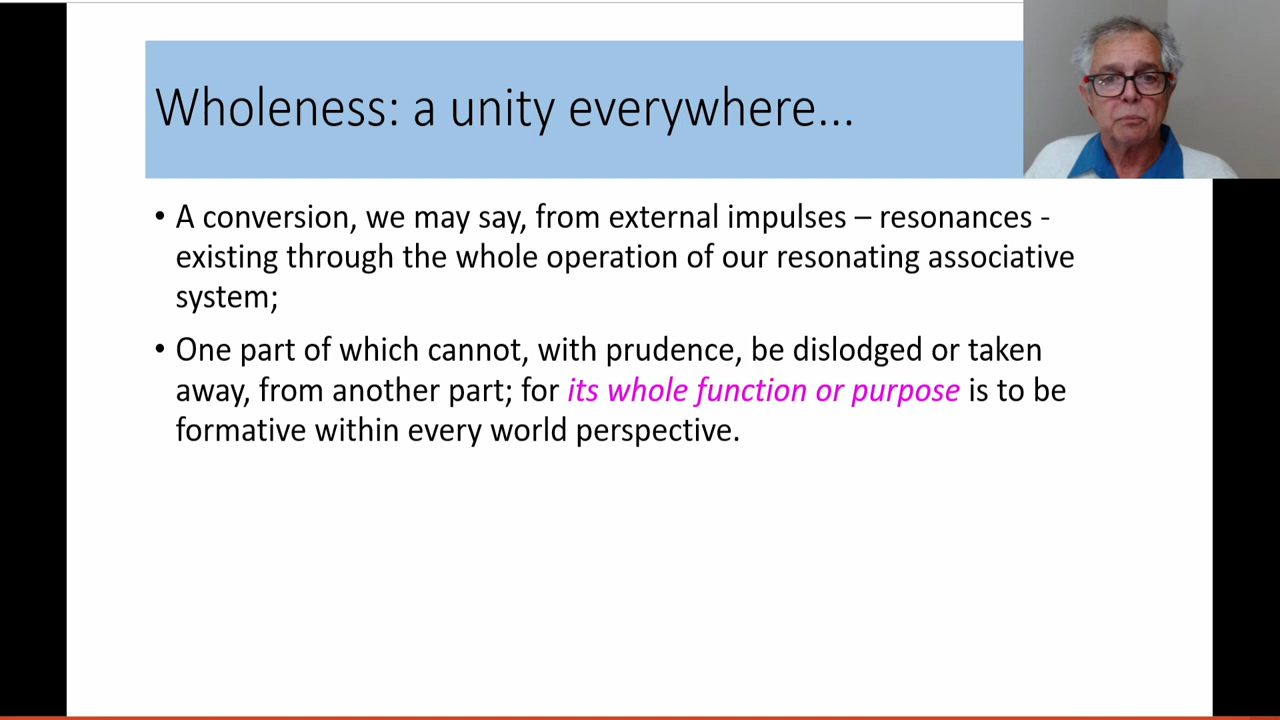 Wholeness: a unity everywhere...
• A conversion, we may say, from external impulses – resonances -
existing through the whole operation of our resonating associative
system;
• One part of which cannot, with prudence, be dislodged or taken
away, from another part; for its whole function or purpose is to be
formative within every world perspective.